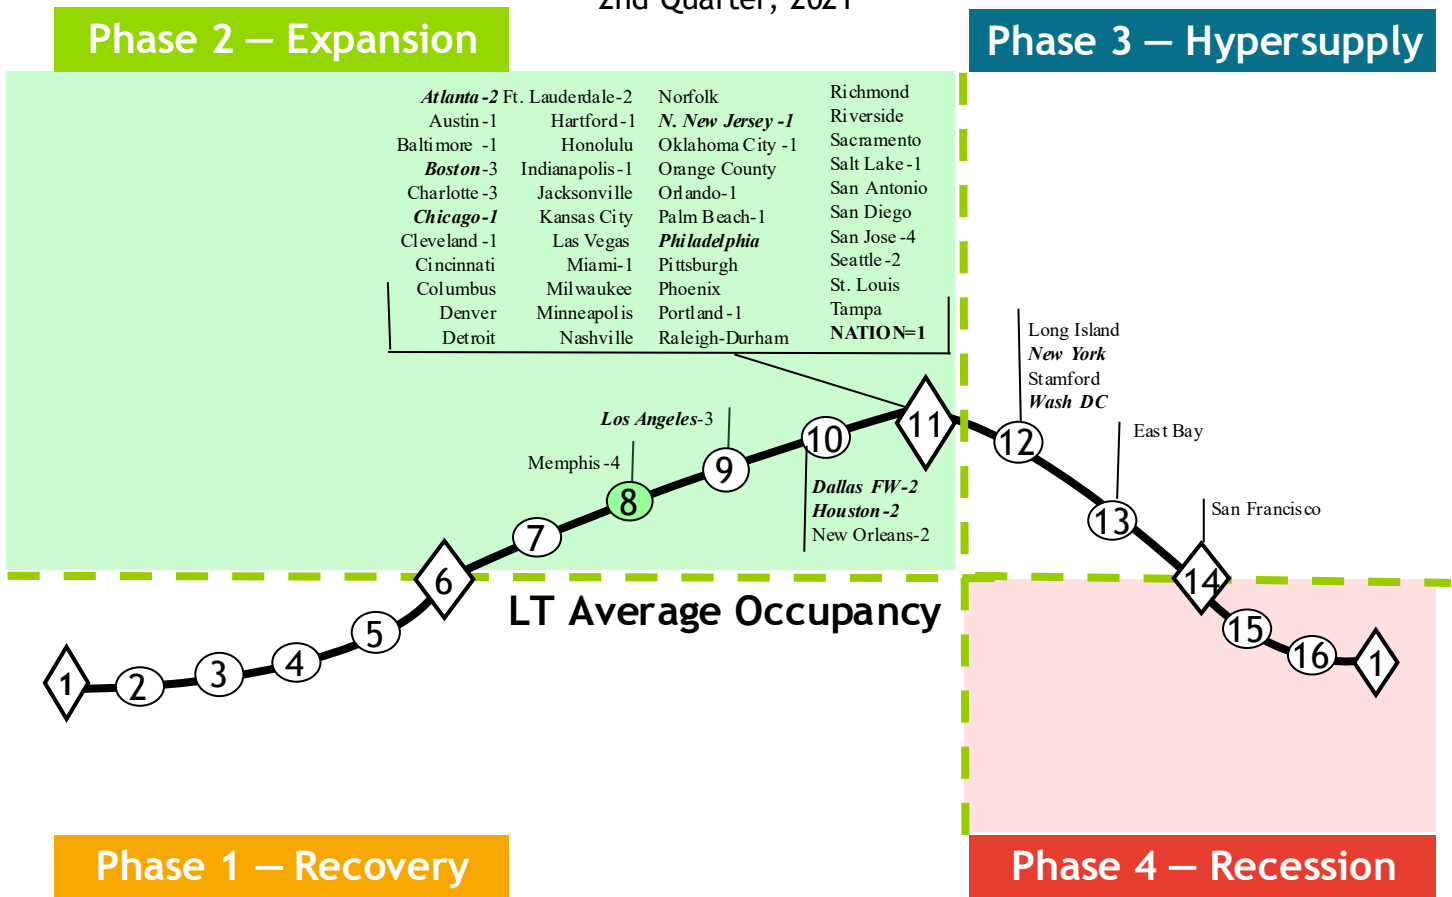 2nd Quarter, 2021
Phase 2 — Expansion
Phase 3 — Hypersupply
Atlanta-2
Austin-1
Baltimore -1
Boston-3
Charlotte-3
Chicago-1
Cleveland-1
Cincinnati
Columbus
Denver
Detroit
Ft. Lauderdale-2
Hartford-1
Honolulu
Indianapolis-1
Jacksonville
Kansas City
Las Vegas
Miami-1
Milwaukee
Minneapolis
Nashville
Norfolk
N. New Jersey -1
Oklahoma City -1
Orange County
Orlando-1
Palm Beach-1
Philadelphia
Pittsburgh
Phoenix
Portland-1
Raleigh-Durham
Richmond
Riverside
Sacramento
Salt Lake-1
San Antonio
San Diego
San Jose-4
Seattle-2
St. Louis
Tampa
NATION=1
Long Island
New York
Stamford
Wash DC
East Bay
San Francisco
Los Angeles-3
Memphis-4
Dallas FW-2
Houston-2
New Orleans-2
1
2
3
4
5
6
7
8
9
10
11
12
13
14
15
16
1
LT Average Occupancy
Phase 1 — Recovery
Phase 4 — Recession